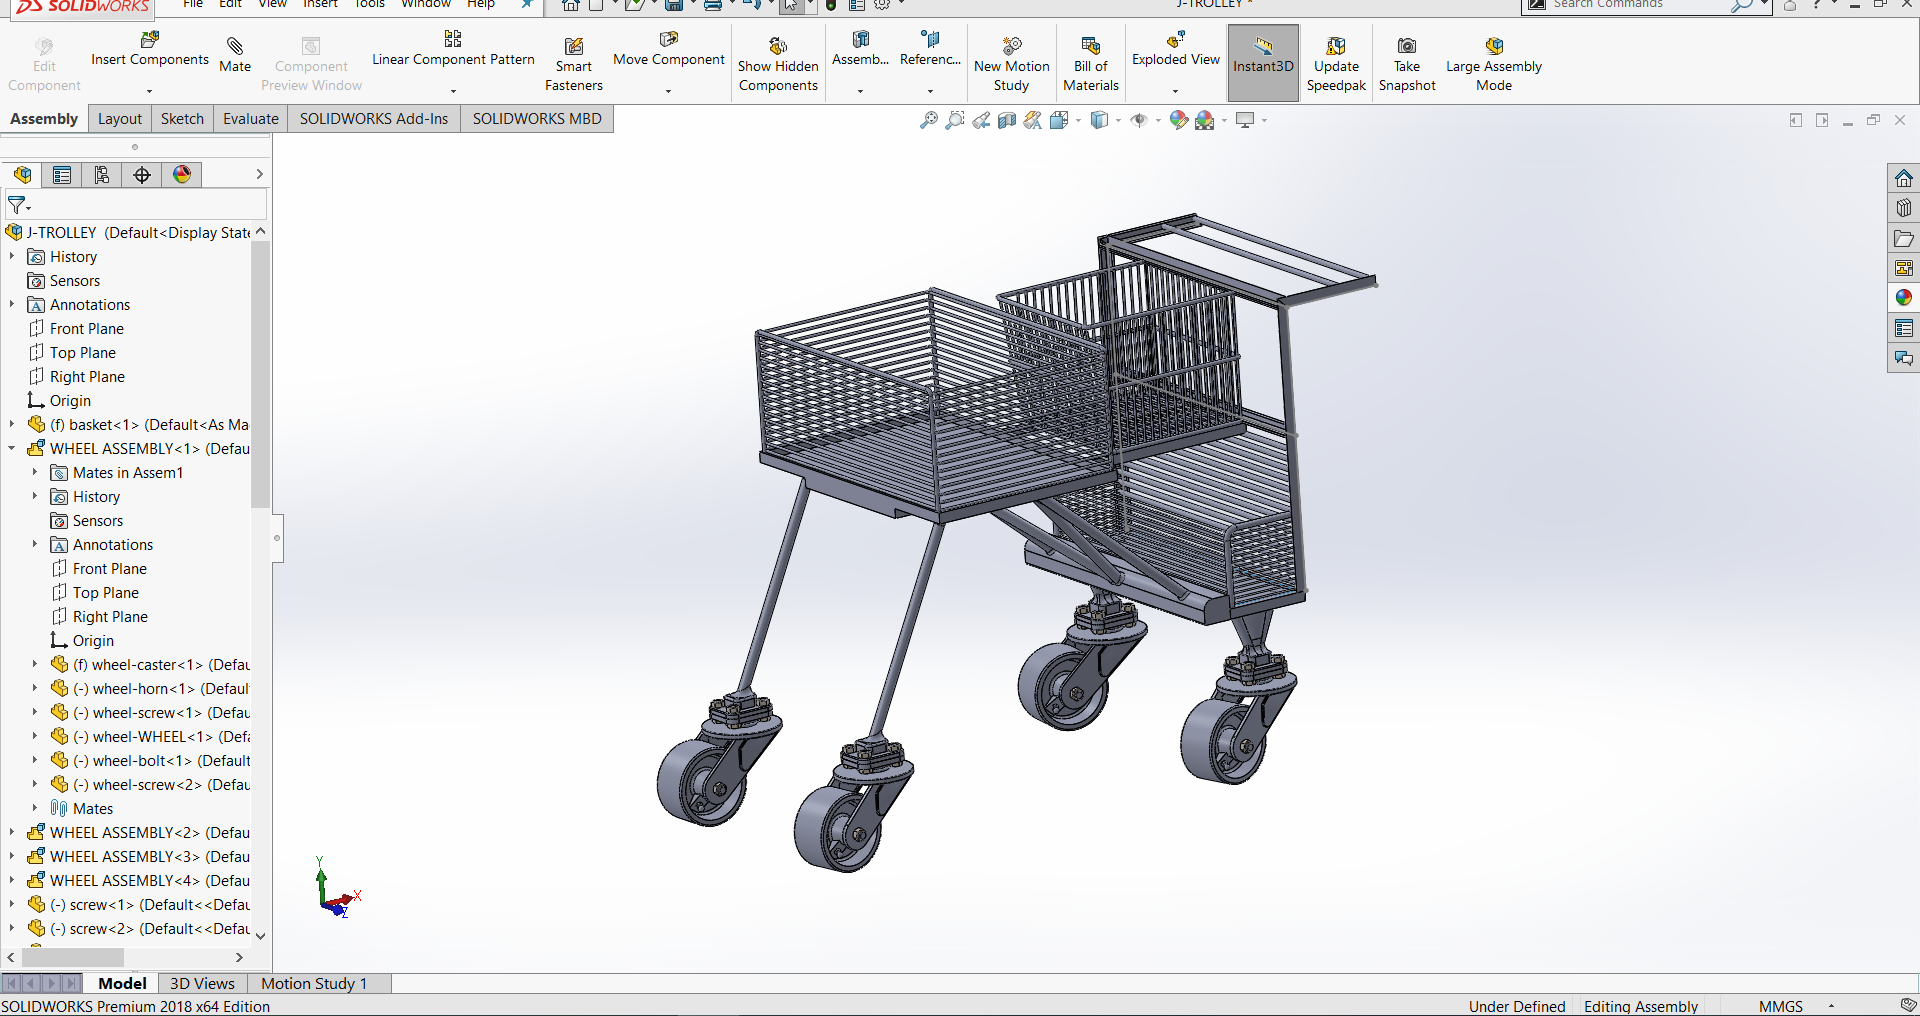 SOLIDWORKS
File Edit View Insert Tools Window Help
J-TROLLEY *
Search Commands
Edit Component
Insert Components
Mate
Component Preview Window
Linear Component Pattern
Smart Fasteners
Move Component
Show Hidden Components
Assemb...
Referenc...
New Motion Study
Bill of Materials
Exploded View
Instant3D
Update Speedpak
Take Snapshot
Large Assembly Mode
Assembly Layout Sketch Evaluate SOLIDWORKS Add-Ins SOLIDWORKS MBD
J-TROLLEY (Default<Display State
History
Sensors
Annotations
Front Plane
Top Plane
Right Plane
Origin
(f) basket<1> (Default<As Ma
WHEEL ASSEMBLY<1> (Defau
Mates in Assem1
History
Sensors
Annotations
Front Plane
Top Plane
Right Plane
Origin
(f) wheel-caster<1> (Defau
(-) wheel-horn<1> (Defaul
(-) wheel-screw<1> (Defau
(-) wheel-WHEEL<1> (Defa
(-) wheel-bolt<1> (Default
(-) wheel-screw<2> (Defau
Mates
WHEEL ASSEMBLY<2> (Defau
WHEEL ASSEMBLY<3> (Defau
WHEEL ASSEMBLY<4> (Defau
(-) screw<1> (Default<<Defau
(-) screw<2> (Default<<Defau
Y
X
Z
Model 3D Views Motion Study 1
SOLIDWORKS Premium 2018 x64 Edition
Under Defined Editing Assembly MMGS